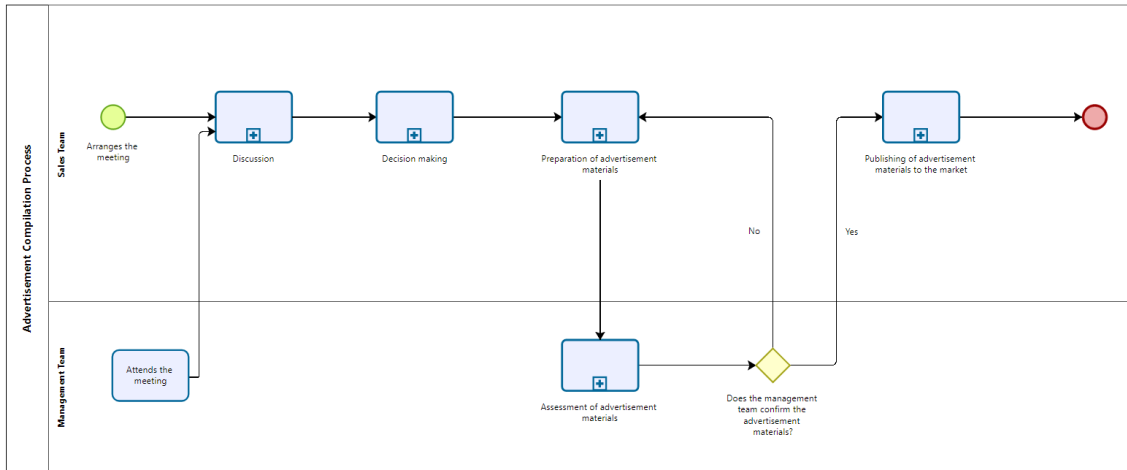 Advertisement Compilation Process
Sales Team
Arranges the
meeting
Discussion
Decision making
Preparation of advertisement
materials
Publishing of advertisement
materials to the market
No
Yes
Management Team
Attends the
meeting
Assessment of advertisement
materials
Does the management
team confirm the
advertisement
materials?